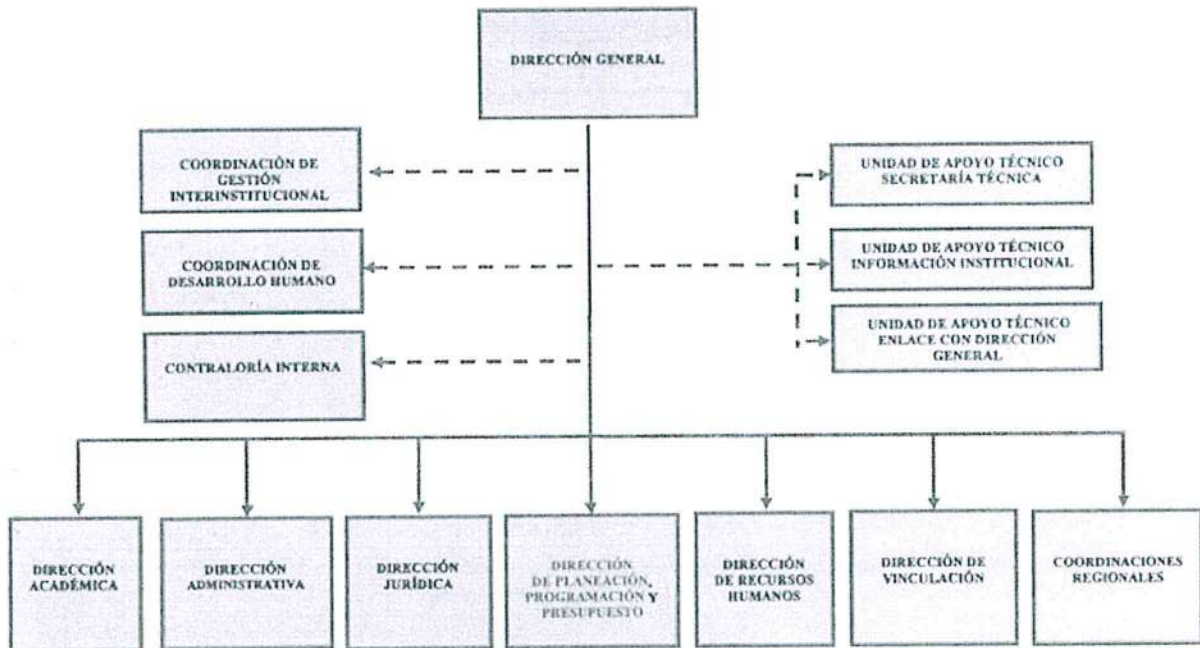 DIRECCIÓN GENERAL
COORDINACIÓN DE
GESTIÓN
INTERINSTITUCIONAL
UNIDAD DE APOYO TÉCNICO
SECRETARÍA TÉCNICA
COORDINACIÓN DE
DESARROLLO HUMANO
UNIDAD DE APOYO TÉCNICO
INFORMACIÓN INSTITUCIONAL
CONTRALORÍA INTERNA
UNIDAD DE APOYO TÉCNICO
ENLACE CON DIRECCIÓN
GENERAL
DIRECCIÓN
ACADÉMICA
DIRECCIÓN
ADMINISTRATIVA
DIRECCIÓN
JURÍDICA
DIRECCIÓN
DE PLANEACIÓN,
PROGRAMACIÓN Y
PRESUPUESTO
DIRECCIÓN
DE RECURSOS
HUMANOS
DIRECCIÓN DE
VINCULACIÓN
COORDINACIONES
REGIONALES